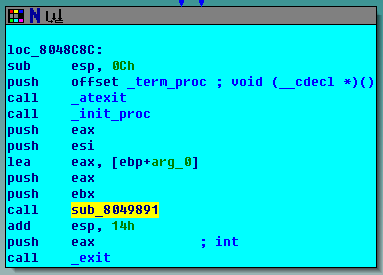 loc_8048C8C:
sub esp, 0Ch
push offset _term_proc ; void (__cdecl *)()
call _atexit
call _init_proc
push eax
push esi
lea eax, [ebp+arg_0]
push eax
push ebx
call sub_8049891
add esp, 14h
push eax ; int
call _exit